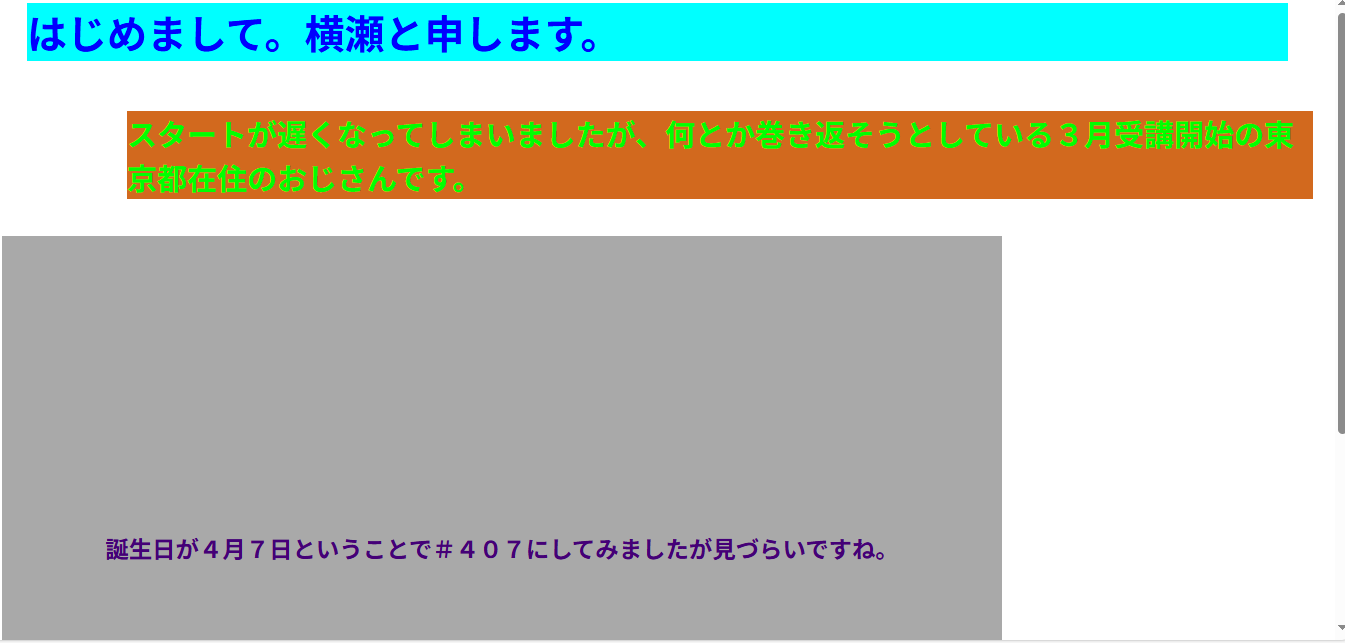 はじめまして。横瀬と申します。
スタートが遅くなってしまいましたが、何とか巻き返そうとしている３月受講開始の東
京都在住のおじさんです。
誕生日が４月７日ということで＃４０７にしてみましたが見づらいですね。